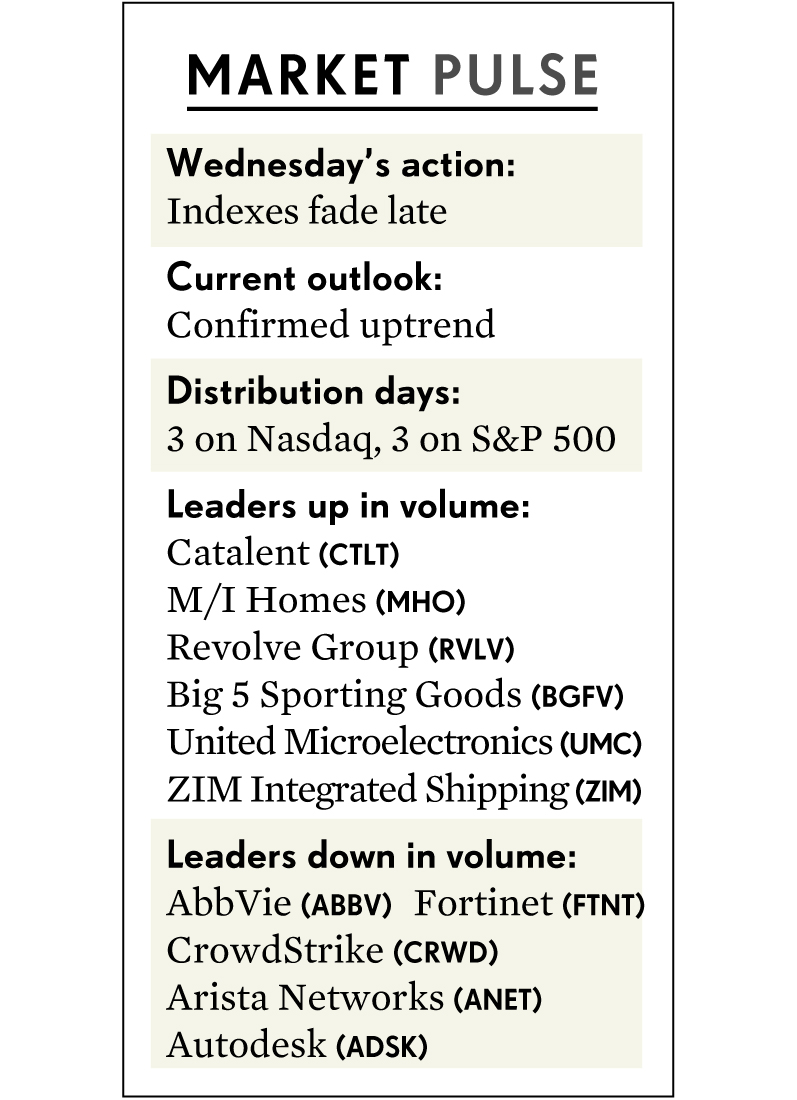 MARKET PULSE
Wednesday’s action:
Indexes fade late
Current outlook:
Confirmed uptrend
Distribution days:
3 on Nasdaq, 3 on S&P 500
Leaders up in volume:
Catalent (CTLT)
M/I Homes (MHO)
Revolve Group (RVLV)
Big 5 Sporting Goods (BGFV)
United Microelectronics (UMC)
ZIM Integrated Shipping (ZIM)
Leaders down in volume:
AbbVie (ABBV) Fortinet (FTNT)
CrowdStrike (CRWD)
Arista Networks (ANET)
Autodesk (ADSK)